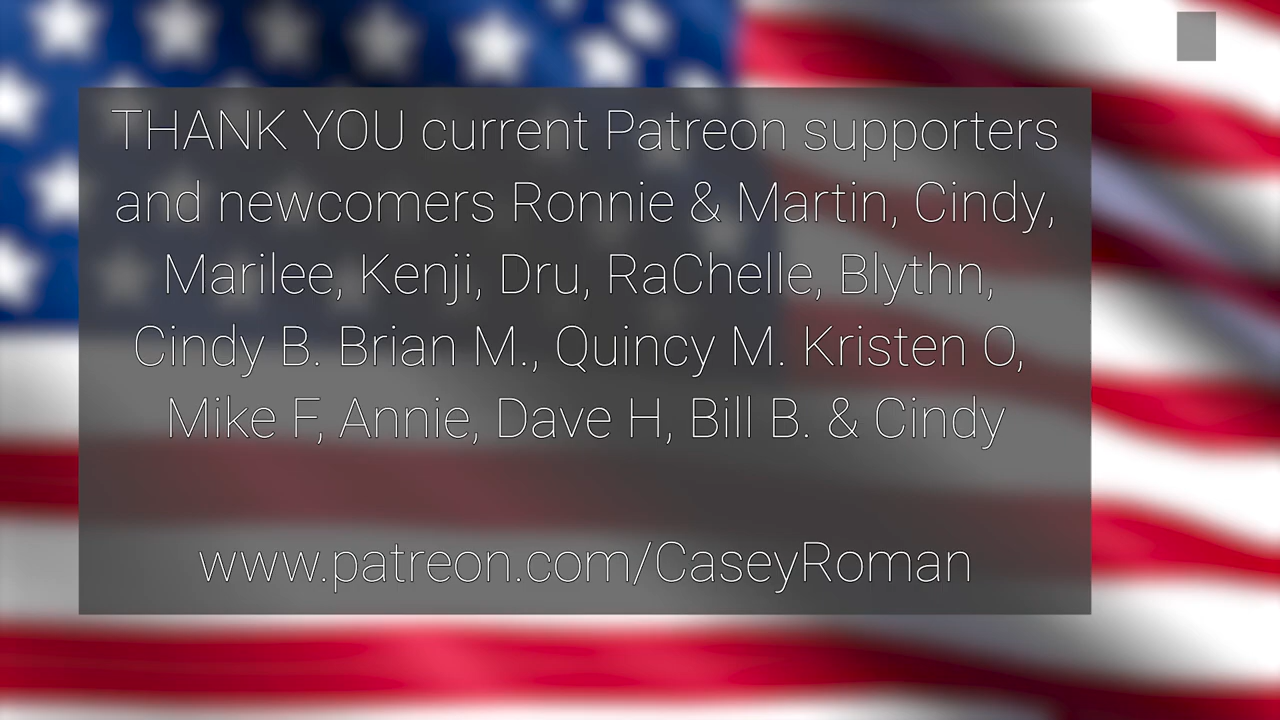 THANK YOU current Patreon supporters
and newcomers Ronnie & Martin, Cindy,
Marilee, Kenji, Dru, RaChelle, Blythn,
Cindy B. Brian M., Quincy M. Kristen O,
Mike F, Annie, Dave H, Bill B. & Cindy
www.patreon.com/CaseyRoman